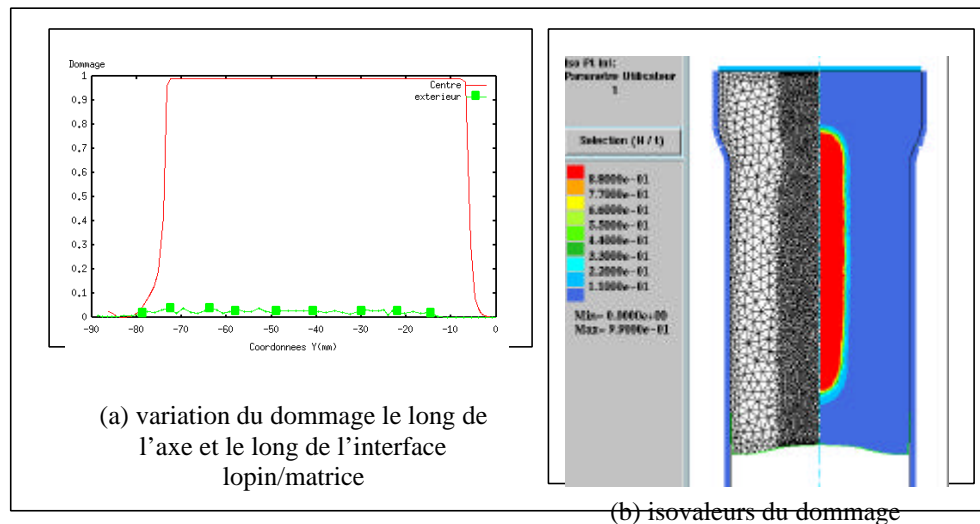 Dommage
1
0.9
0.8
0.7
0.6
0.5
0.4
0.3
0.2
0.1
0
Centre
exterieur
-90 -80 -70 -60 -50 -40 -30 -20 -10 0
Coordonnees Y(mm)
(a) variation du dommage le long de
l'axe et le long de l'interface
lopin/matrice
Iso Pt Int:
Parametre Utilisateur
1
Selection (H / t)
8.8000e-01
7.7000e-01
6.6000e-01
5.5000e-01
4.4000e-01
3.3000e-01
2.2000e-01
1.1000e-01
Min= 0.0000e+00
Max= 9.9000e-01
(b) isovaleurs du dommage